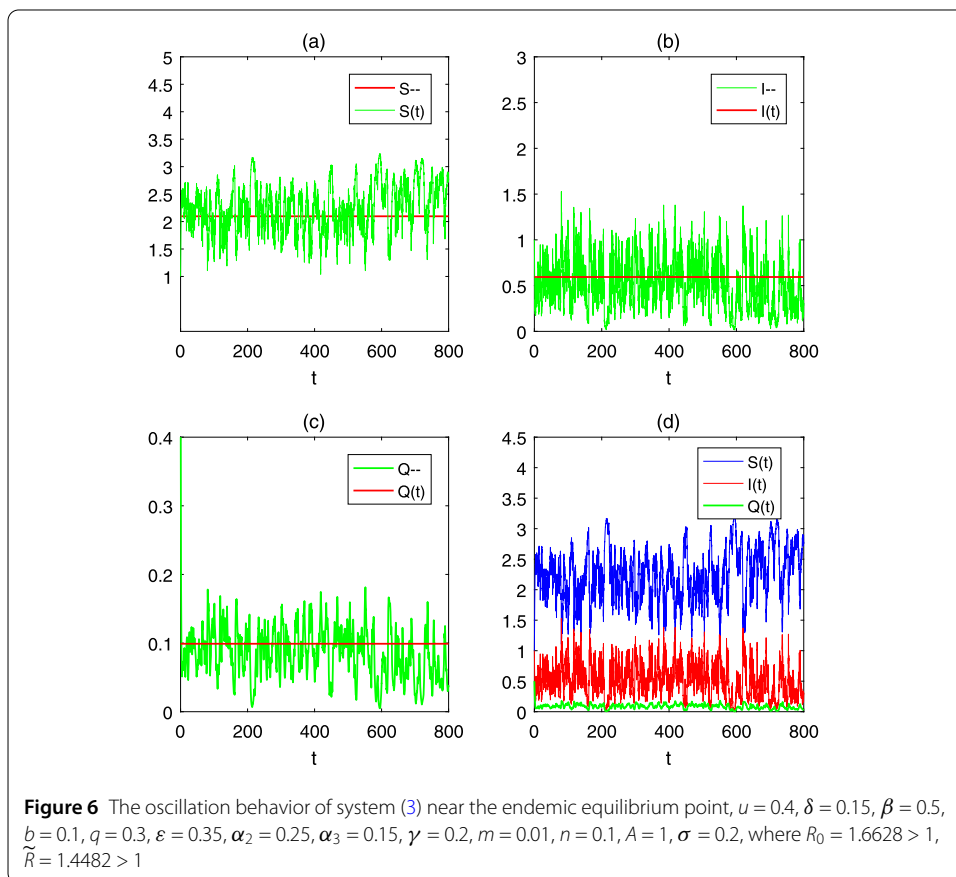 (a)
5
4.5
4
3.5
3
2.5
2
1.5
1
S--
S(t)
0 200 400 600 800
t
(b)
3
2.5
2
1.5
1
0.5
0
I--
I(t)
0 200 400 600 800
t
(c)
0.4
0.3
0.2
0.1
0
Q--
Q(t)
0 200 400 600 800
t
(d)
4.5
4
3.5
3
2.5
2
1.5
1
0.5
0
S(t)
I(t)
Q(t)
0 200 400 600 800
t
Figure 6 The oscillation behavior of system (3) near the endemic equilibrium point, u = 0.4, δ = 0.15, β = 0.5,
b = 0.1, q = 0.3, ε = 0.35, α₂ = 0.25, α₃ = 0.15, γ = 0.2, m = 0.01, n = 0.1, A = 1, σ = 0.2, where R₀ = 1.6628 > 1,
R̃ = 1.4482 > 1